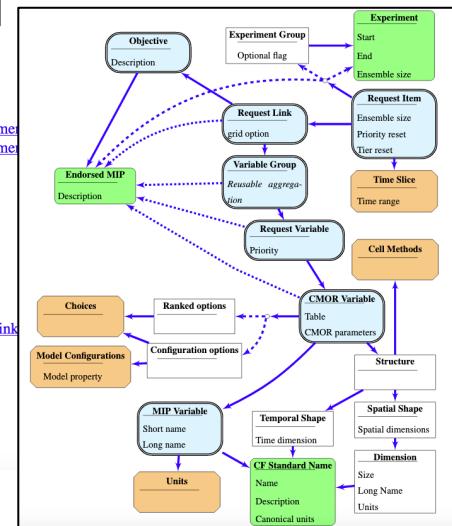 Experiment
Start
End
Ensemble size
Experiment Group
Optional flag
Objective
Description
Request Item
Ensemble size
Priority reset
Tier reset
Request Link
grid option
Variable Group
Reusable aggrega-
tion
Endorsed MIP
Description
Time Slice
Time range
Request Variable
Priority
Cell Methods
CMOR Variable
Table
CMOR parameters
Choices
Ranked options
Configuration options
Model Configurations
Model property
Structure
MIP Variable
Short name
Long name
Temporal Shape
Time dimension
Spatial Shape
Spatial dimensions
Units
CF Standard Name
Name
Description
Canonical units
Dimension
Size
Long Name
Units